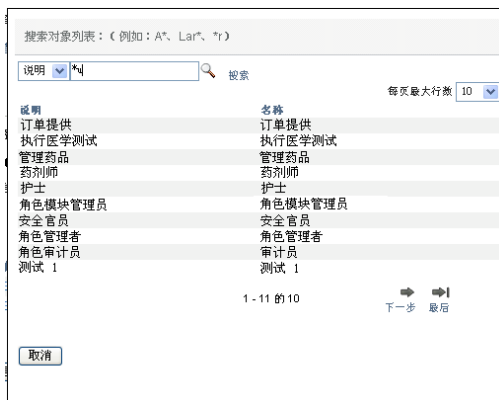 搜索对象列表：（例如：A*、Lar*、*r）
说明 *u 搜索
每页最大行数 10
说明 名称
订单提供 订单提供
执行医学测试 执行医学测试
管理药品 管理药品
药剂师 药剂师
护士 护士
角色模块管理员 角色模块管理员
安全官员 安全官员
角色管理者 角色管理者
角色审计员 审计员
测试 1 测试 1
1 - 11 的 10
下一步 最后
取消